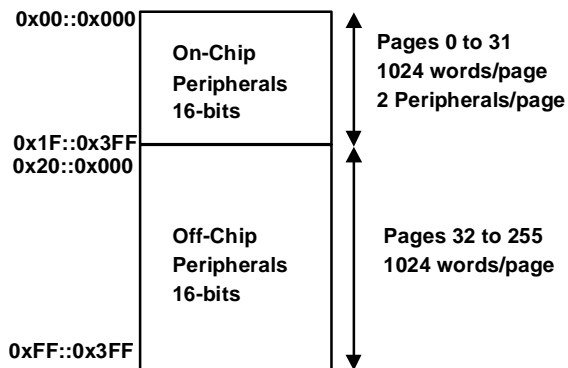 0x00::0x000
On-Chip
Peripherals
16-bits
Pages 0 to 31
1024 words/page
2 Peripherals/page
0x1F::0x3FF
0x20::0x000
Off-Chip
Peripherals
16-bits
Pages 32 to 255
1024 words/page
0xFF::0x3FF